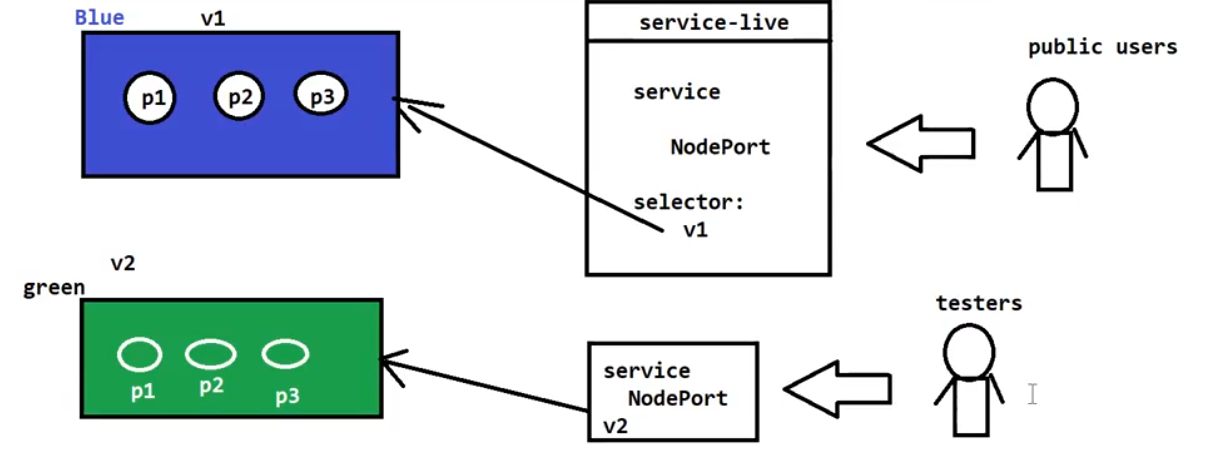 Blue v1
p1 p2 p3
service-live
service
NodePort
selector:
v1
public users
v2
green
p1 p2 p3
service
NodePort
v2
testers